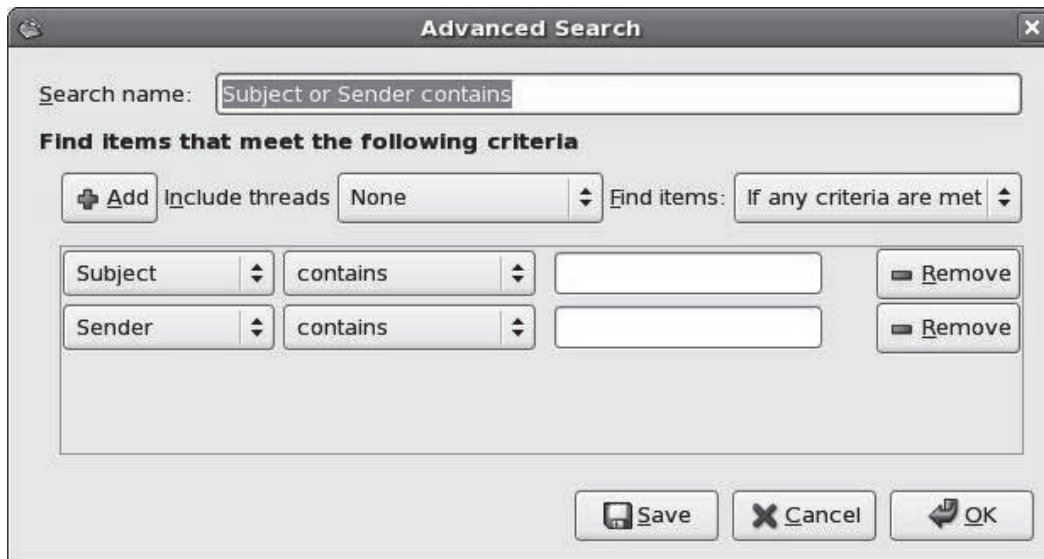 Advanced Search
Search name: Subject or Sender contains
Find items that meet the following criteria
Add Include threads None Find items: If any criteria are met
Subject contains Remove
Sender contains Remove
Save Cancel OK